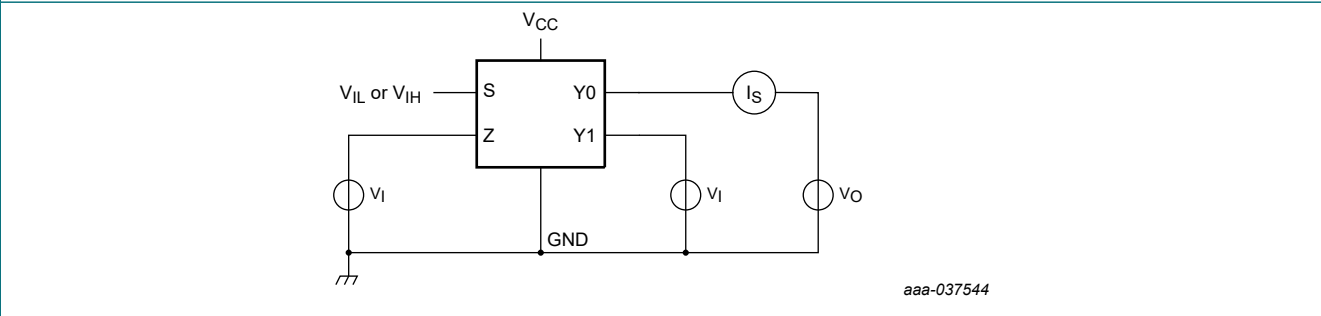 VCC
VIL or VIH
S
Y0
IS
Z
Y1
VI
VI
VO
GND
aaa-037544